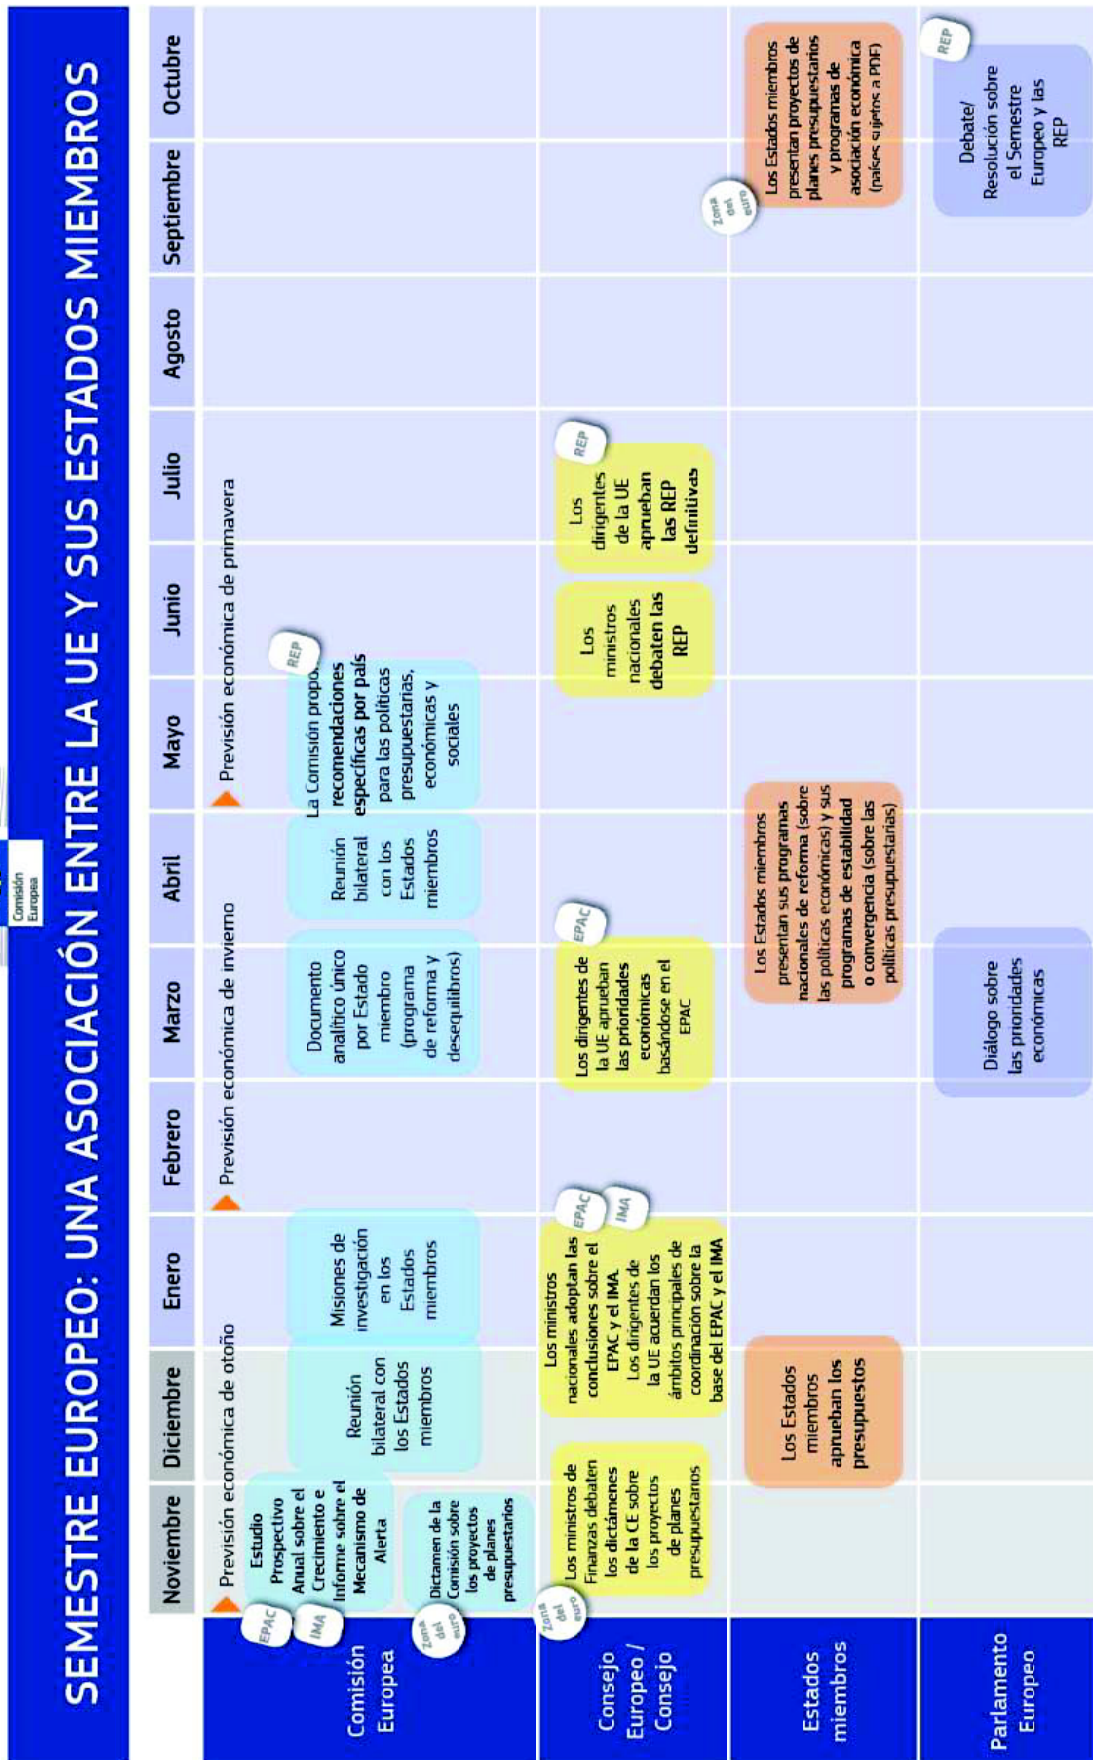 Comisión
Europea
SEMESTRE EUROPEO: UNA ASOCIACIÓN ENTRE LA UE Y SUS ESTADOS MIEMBROS
Noviembre
Diciembre
Enero
Febrero
Marzo
Abril
Mayo
Junio
Julio
Agosto
Septiembre
Octubre
Comisión
Europea
Previsión económica de otoño
Previsión económica de invierno
Previsión económica de primavera
EPAC
IMA
Estudio
Prospectivo
Anual sobre el
Crecimiento e
Informe sobre el
Mecanismo de
Alerta
Zona
del
euro
Dictamen de la
Comisión sobre
los proyectos
de planes
presupuestarios
Reunión
bilateral con
los Estados
miembros
Misiones de
investigación
en los
Estados
miembros
Documento
analítico único
por Estado
miembro
(programa
de reforma y
desequilibros)
Reunión
bilateral
con los
Estados
miembros
REP
La Comisión propo
recomendaciones
específicas por país
para las políticas
presupuestarias,
económicas y
sociales
Consejo
Europeo /
Consejo
Zona
del
euro
Los ministros de
Finanzas debaten
los dictámenes
de la CE sobre
los proyectos
de planes
presupuestarios
EPAC
IMA
Los ministros
nacionales adoptan las
conclusiones sobre el
EPAC y el IMA.
Los dirigentes de
la UE acuerdan los
ámbitos principales de
coordinación sobre la
base del EPAC y el IMA
EPAC
Los dirigentes de
la UE aprueban
las prioridades
económicas
basándose en el
EPAC
Los
ministros
nacionales
debaten las
REP
REP
Los
dirigentes
de la UE
aprueban
las REP
definitivas
Estados
miembros
Los Estados
miembros
aprueban los
presupuestos
Los Estados miembros
presentan sus programas
nacionales de reforma (sobre
las políticas económicas) y sus
programas de estabilidad
o convergencia (sobre las
políticas presupuestarias)
Zona
del
euro
Los Estados miembros
presentan proyectos de
planes presupuestarios
y programas de
asociación económica
(países sujetos a PDF)
Parlamento
Europeo
Diálogo sobre
las prioridades
económicas
REP
Debate/
Resolución sobre
el Semestre
Europeo y las
REP